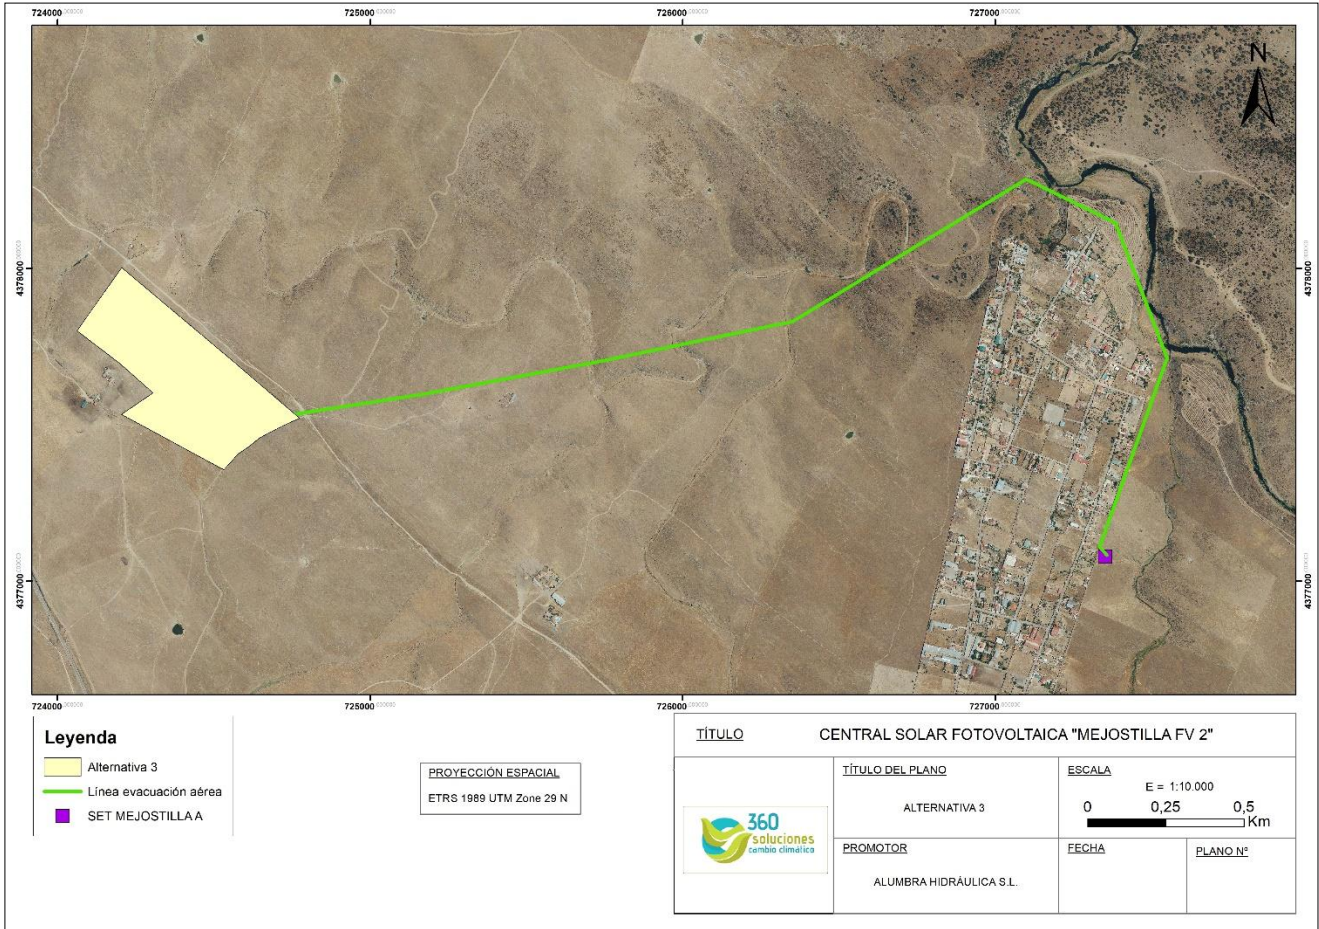 724000 725000 726000 727000
N
4378000 4378000
4377000 4377000
724000 725000 726000 727000
Leyenda
Alternativa 3
Línea evacuación aérea
SET MEJOSTILLA A
PROYECCIÓN ESPACIAL
ETRS 1989 UTM Zone 29 N
TÍTULO
CENTRAL SOLAR FOTOVOLTAICA "MEJOSTILLA FV 2"
360
soluciones
cambio climático
TÍTULO DEL PLANO
ALTERNATIVA 3
ESCALA
E = 1:10.000
0 0,25 0,5
Km
PROMOTOR
ALUMBRA HIDRÁULICA S.L.
FECHA
PLANO Nº